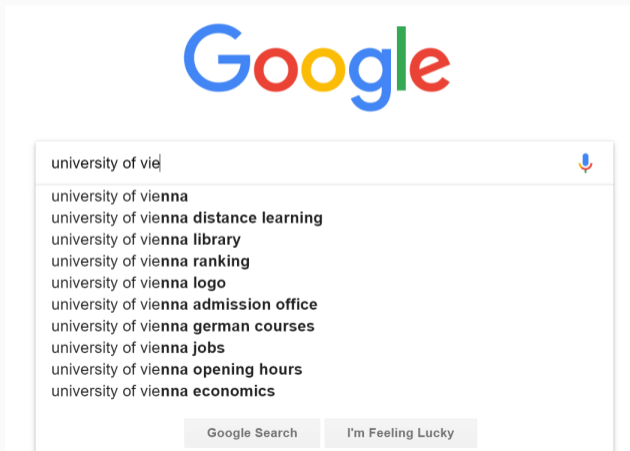 Google
university of vie
university of vienna
university of vienna distance learning
university of vienna library
university of vienna ranking
university of vienna logo
university of vienna admission office
university of vienna german courses
university of vienna jobs
university of vienna opening hours
university of vienna economics
Google Search I'm Feeling Lucky